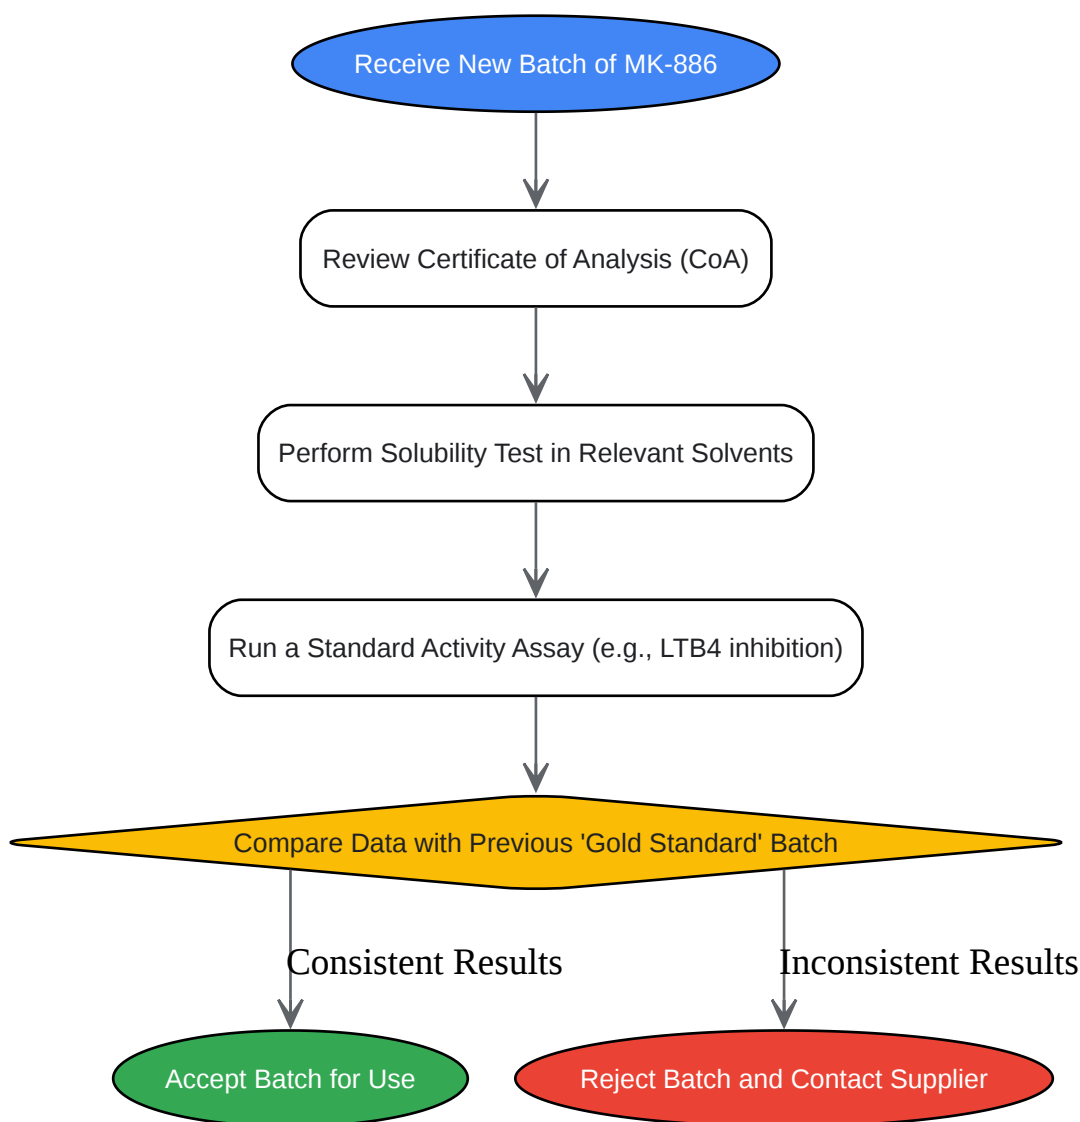 Receive New Batch of MK-886
Review Certificate of Analysis (CoA)
Perform Solubility Test in Relevant Solvents
Run a Standard Activity Assay (e.g., LTB4 inhibition)
Compare Data with Previous 'Gold Standard' Batch
Consistent Results
Inconsistent Results
Accept Batch for Use
Reject Batch and Contact Supplier